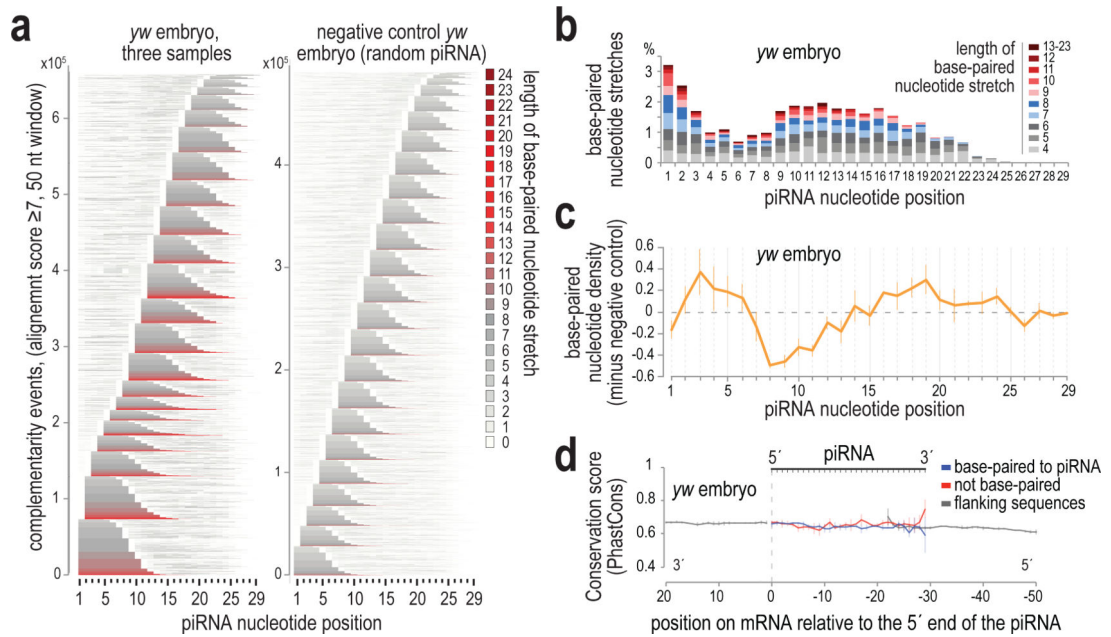 a
yw embryo,
three samples
negative control yw
embryo (random piRNA)
x10⁵
x10⁵
complementarity events, (alignemnt score ≥7, 50 nt window)
6
5
4
3
2
1
0
4
3
2
1
0
1 5 10 15 20 25 29
1 5 10 15 20 25 29
piRNA nucleotide position
24
23
22
21
20
19
18
17
16
15
14
13
12
11
10
9
8
7
6
5
4
3
2
1
0
length of base-paired nucleotide stretch
b
yw embryo
%
base-paired
nucleotide stretches
3
2
1
0
1 2 3 4 5 6 7 8 9 10 11 12 13 14 15 16 17 18 19 20 21 22 23 24 25 26 27 28 29
piRNA nucleotide position
length of
base-paired
nucleotide stretch
13-23
12
11
10
9
8
7
6
5
4
c
yw embryo
base-paired
nucleotide density
(minus negative control)
0.6
0.4
0.2
0
-0.2
-0.4
-0.6
1 5 10 15 20 25 29
piRNA nucleotide position
d
yw embryo
5´ piRNA 3´
base-paired to piRNA
not base-paired
flanking sequences
Conservation score
(PhastCons)
1
0.8
0.6
0.4
3´ 5´
20 10 0 -10 -20 -30 -40 -50
position on mRNA relative to the 5´ end of the piRNA